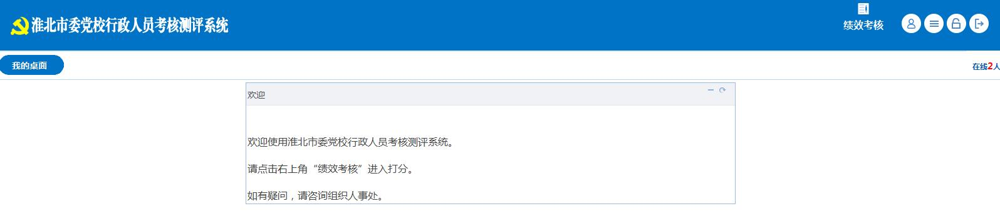 淮北市委党校行政人员考核测评系统
绩效考核
我的桌面
在线2人
欢迎
欢迎使用淮北市委党校行政人员考核测评系统。
请点击右上角“绩效考核”进入打分。
如有疑问，请咨询组织人事处。